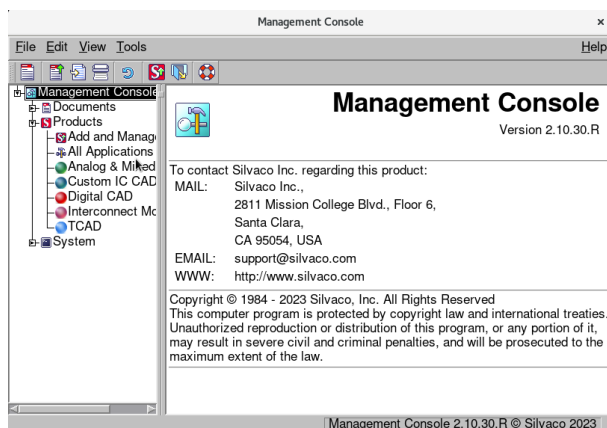 Management Console
×
File Edit View Tools Help
Management Console
Documents
Products
Add and Manag
All Applications
Analog & Mixed
Custom IC CAD
Digital CAD
Interconnect Mo
TCAD
System
Management Console
Version 2.10.30.R
To contact Silvaco Inc. regarding this product:
MAIL: Silvaco Inc.,
2811 Mission College Blvd., Floor 6,
Santa Clara,
CA 95054, USA
EMAIL: support@silvaco.com
WWW: http://www.silvaco.com
Copyright © 1984 - 2023 Silvaco, Inc. All Rights Reserved
This computer program is protected by copyright law and international treaties.
Unauthorized reproduction or distribution of this program, or any portion of it,
may result in severe civil and criminal penalties, and will be prosecuted to the
maximum extent of the law.
Management Console 2.10.30.R © Silvaco 2023